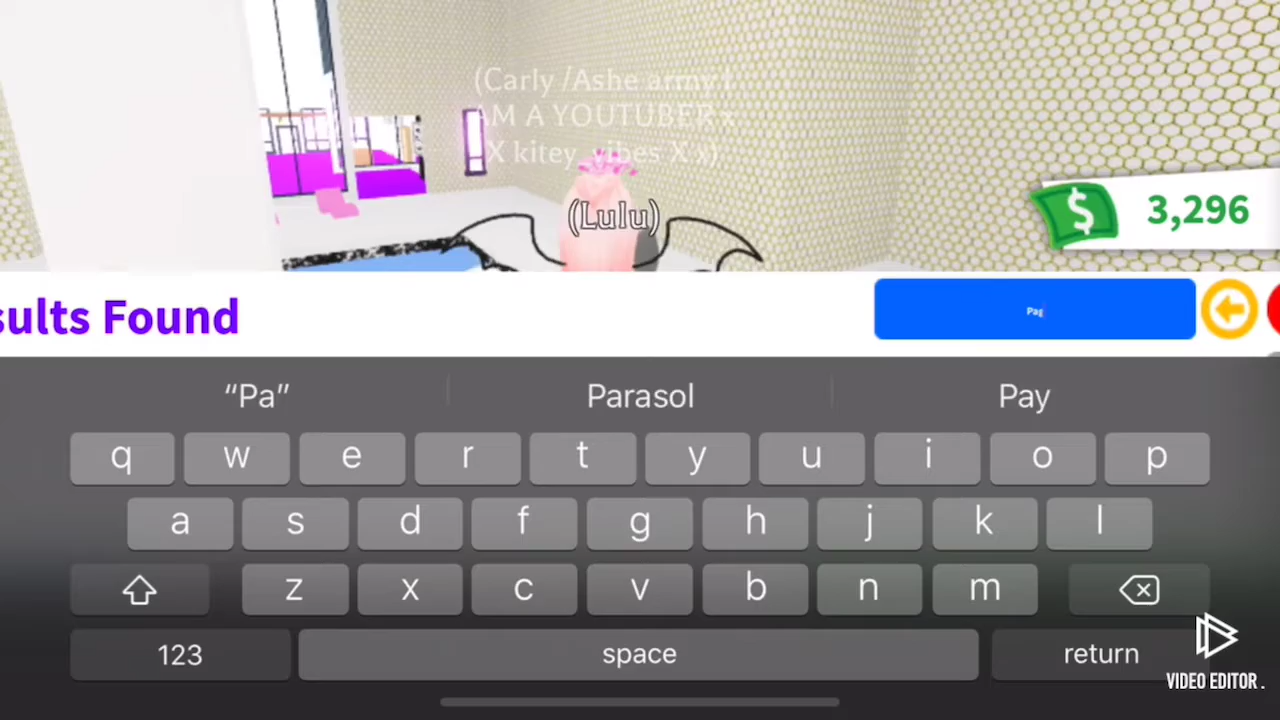 (Carly /Ashe army I
AM A YOUTUBER x
X kitey_vibes X x)
(Lulu)
3,296
sults Found
Pag
"Pa" Parasol Pay
q w e r t y u i o p
a s d f g h j k l
z x c v b n m
123 space return
VIDEO EDITOR .